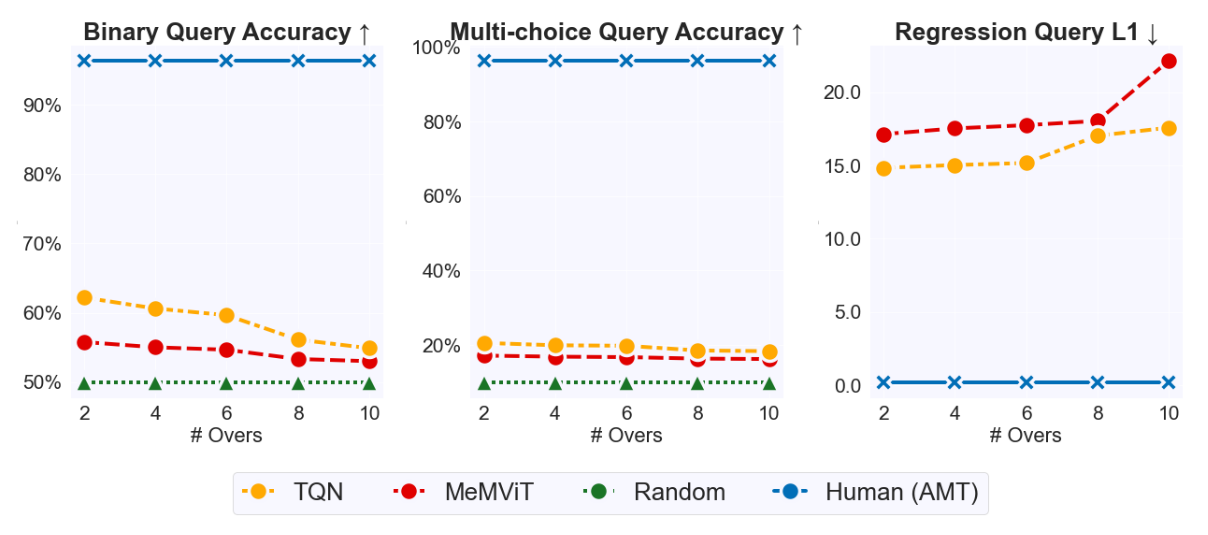 Binary Query Accuracy ↑
90%
80%
70%
60%
50%
2 4 6 8 10
# Overs
Multi-choice Query Accuracy ↑
100%
80%
60%
40%
20%
2 4 6 8 10
# Overs
Regression Query L1 ↓
20.0
15.0
10.0
5.0
0.0
2 4 6 8 10
# Overs
TQN MeMViT Random Human (AMT)